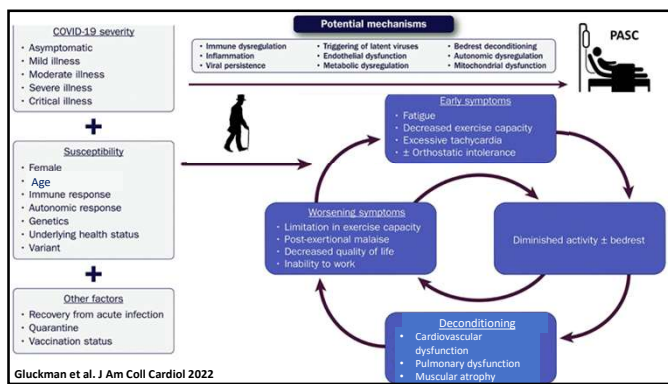 COVID-19 severity
• Asymptomatic
• Mild illness
• Moderate illness
• Severe illness
• Critical illness
+
Susceptibility
• Female
• Age
• Immune response
• Autonomic response
• Genetics
• Underlying health status
• Variant
+
Other factors
• Recovery from acute infection
• Quarantine
• Vaccination status
Potential mechanisms
• Immune dysregulation
• Inflammation
• Viral persistence
• Triggering of latent viruses
• Endothelial dysfunction
• Metabolic dysregulation
• Bedrest deconditioning
• Autonomic dysregulation
• Mitochondrial dysfunction
PASC
Early symptoms
• Fatigue
• Decreased exercise capacity
• Excessive tachycardia
• ± Orthostatic intolerance
Worsening symptoms
• Limitation in exercise capacity
• Post-exertional malaise
• Decreased quality of life
• Inability to work
Diminished activity ± bedrest
Deconditioning
• Cardiovascular
dysfunction
• Pulmonary dysfunction
• Muscular atrophy
Gluckman et al. J Am Coll Cardiol 2022